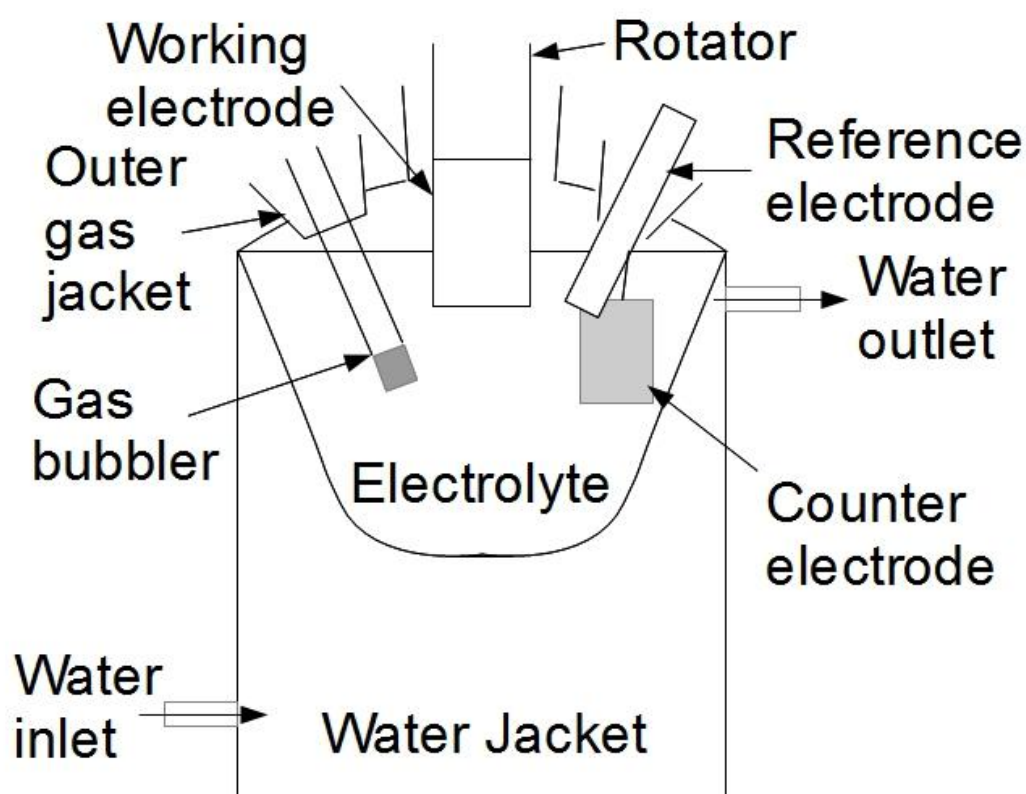 Working
electrode
Rotator
Outer
gas
jacket
Reference
electrode
Water
outlet
Gas
bubbler
Electrolyte
Counter
electrode
Water
inlet
Water Jacket